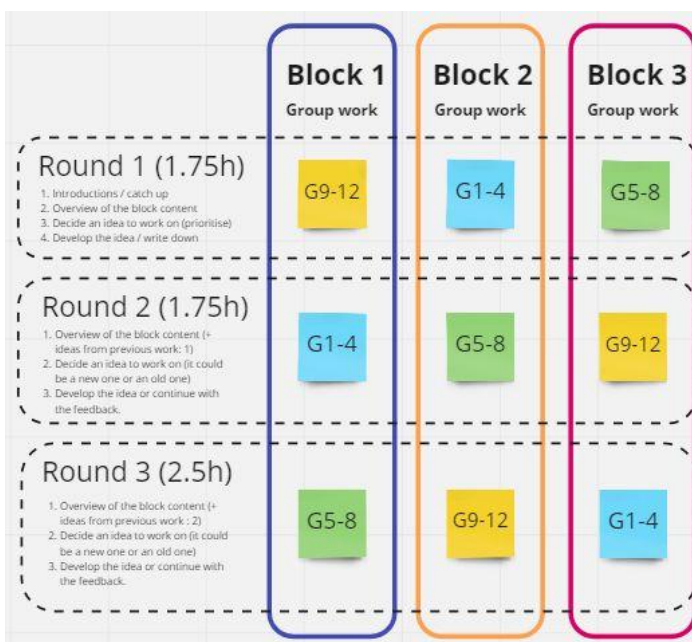 Block 1
Block 2
Block 3
Group work
Group work
Group work
Round 1 (1.75h)
1. Introductions / catch up
2. Overview of the block content
3. Decide an idea to work on (prioritise)
4. Develop the idea / write down
G9-12
G1-4
G5-8
Round 2 (1.75h)
1. Overview of the block content (+
ideas from previous work: 1)
2. Decide an idea to work on (it could
be a new one or an old one)
3. Develop the idea or continue with
the feedback.
G1-4
G5-8
G9-12
Round 3 (2.5h)
1. Overview of the block content (+
ideas from previous work : 2)
2. Decide an idea to work on (it could
be a new one or an old one)
3. Develop the idea or continue with
the feedback.
G5-8
G9-12
G1-4